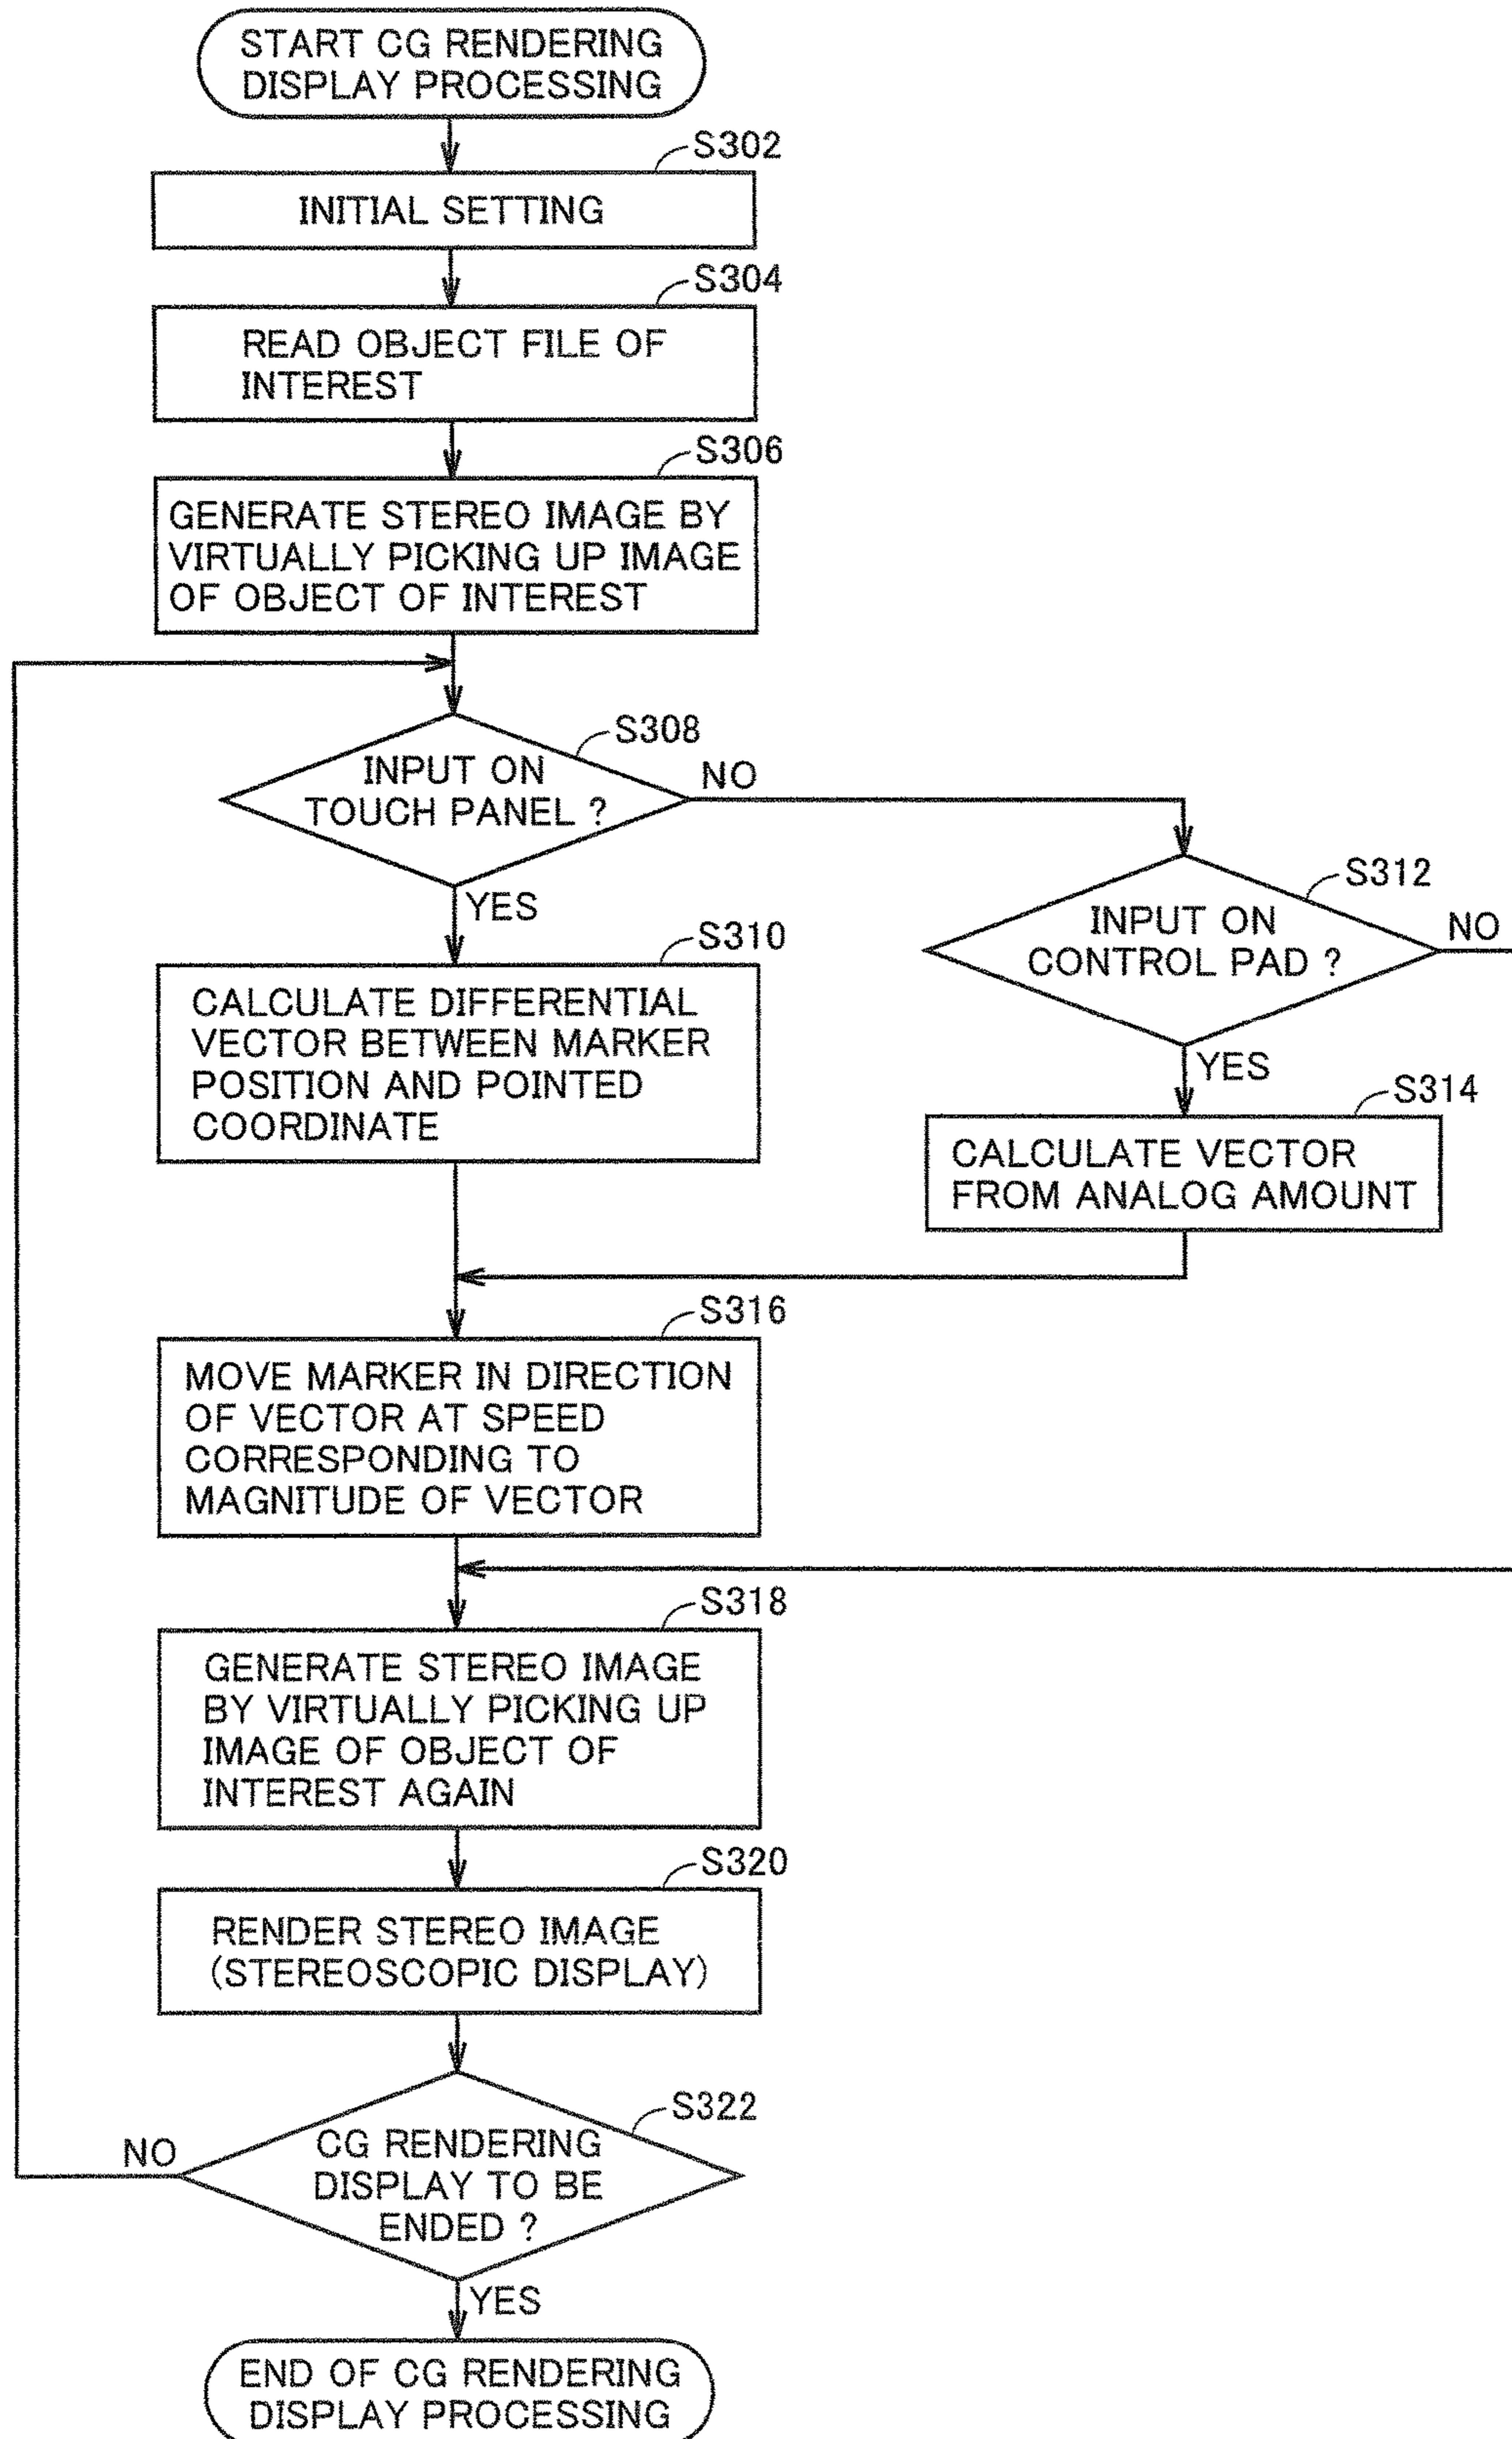 START CG RENDERING
DISPLAY PROCESSING
S302
INITIAL SETTING
S304
READ OBJECT FILE OF
INTEREST
S306
GENERATE STEREO IMAGE BY
VIRTUALLY PICKING UP IMAGE
OF OBJECT OF INTEREST
S308
INPUT ON
TOUCH PANEL ?
NO
YES
S312
INPUT ON
CONTROL PAD ?
NO
YES
S310
CALCULATE DIFFERENTIAL
VECTOR BETWEEN MARKER
POSITION AND POINTED
COORDINATE
S314
CALCULATE VECTOR
FROM ANALOG AMOUNT
S316
MOVE MARKER IN DIRECTION
OF VECTOR AT SPEED
CORRESPONDING TO
MAGNITUDE OF VECTOR
S318
GENERATE STEREO IMAGE
BY VIRTUALLY PICKING UP
IMAGE OF OBJECT OF
INTEREST AGAIN
S320
RENDER STEREO IMAGE
(STEREOSCOPIC DISPLAY)
S322
CG RENDERING
DISPLAY TO BE
ENDED ?
NO
YES
END OF CG RENDERING
DISPLAY PROCESSING